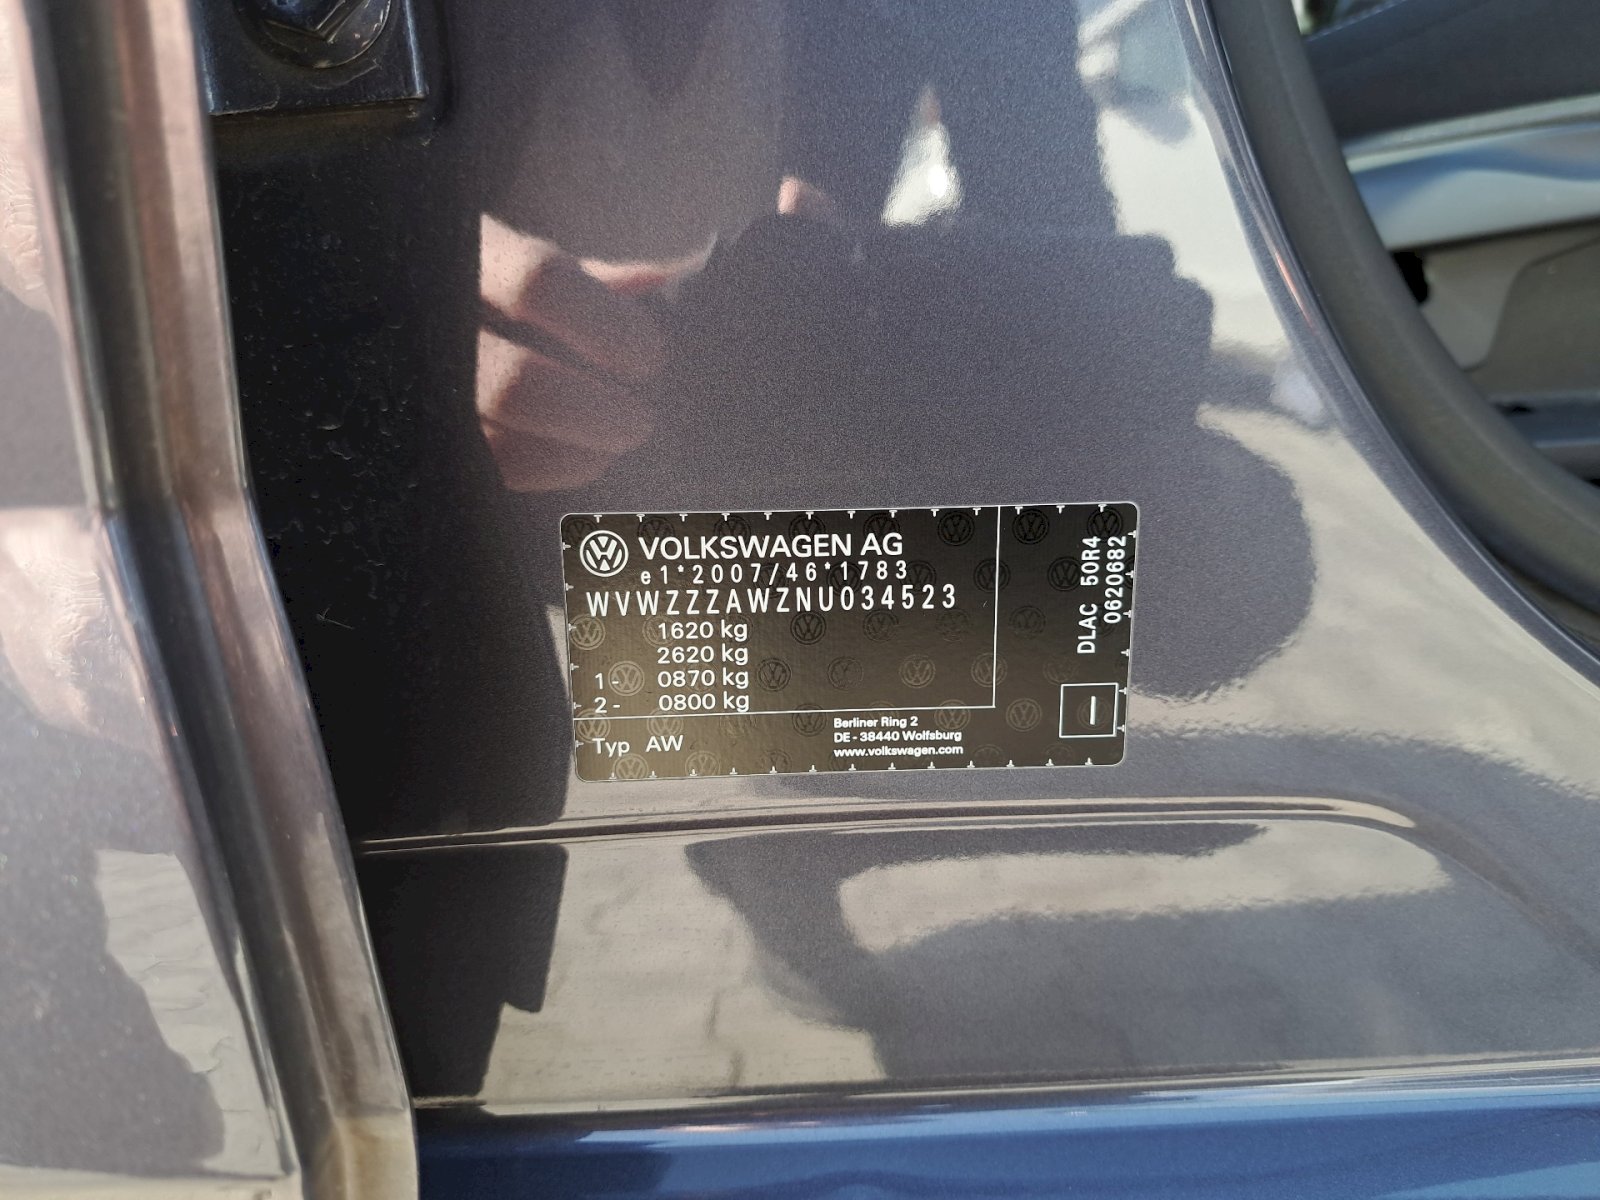 VOLKSWAGEN AG
e1*2007/46*1783
WVWZZZAWZNU034523
1620 kg
2620 kg
1 - 0870 kg
2 - 0800 kg
Typ AW
Berliner Ring 2
DE - 38440 Wolfsburg
www.volkswagen.com
DLAC 50R4
0620682
I